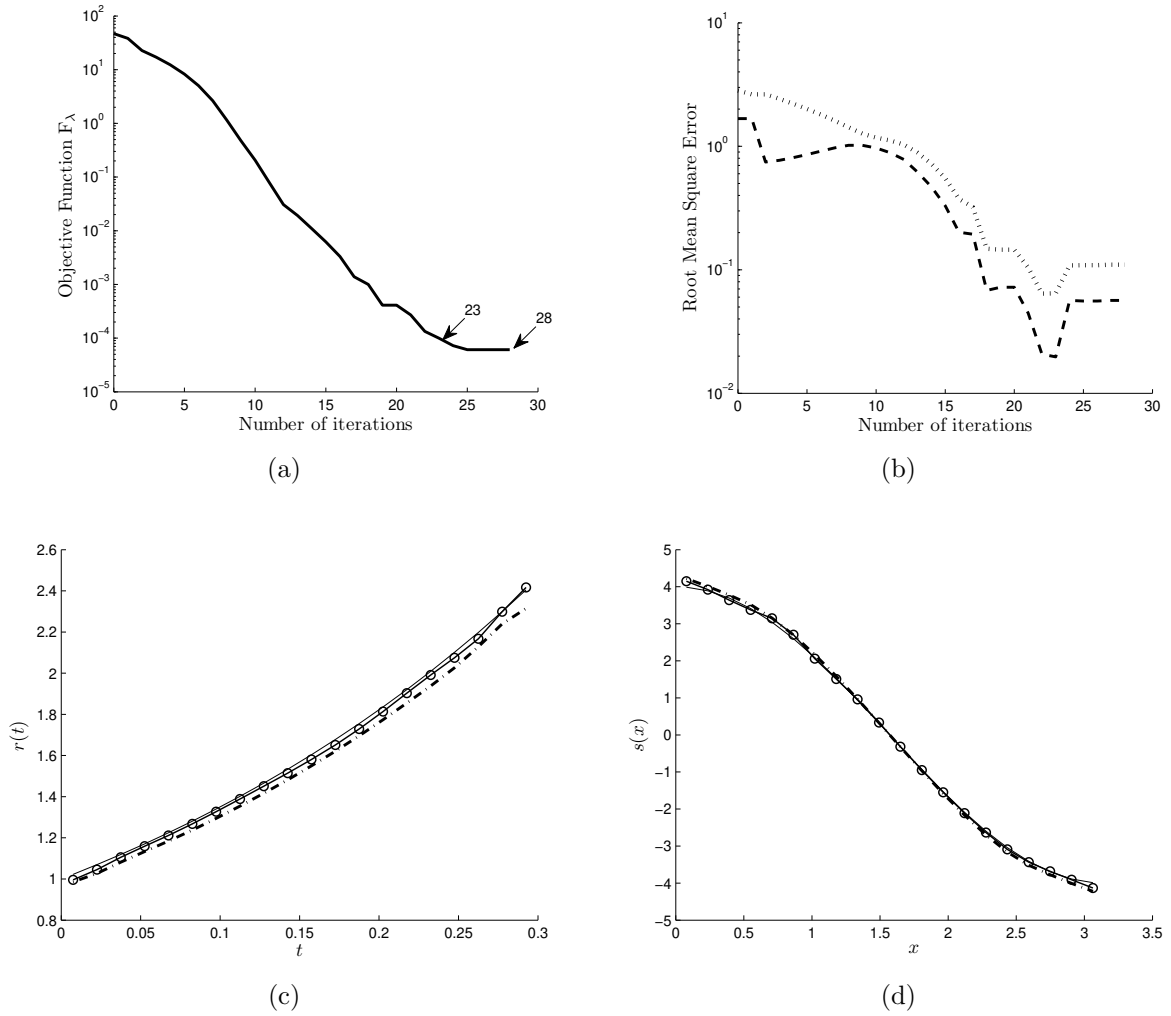 10^2
10^1
10^0
10^-1
10^-2
10^-3
10^-4
10^-5
Objective Function F_λ
23
28
0 5 10 15 20 25 30
Number of iterctions
(a)
10^1
10^0
10^-1
10^-2
Root Mean Square Error
0 5 10 15 20 25 30
Number of iterctions
(b)
2.6
2.4
2.2
2
1.8
1.6
1.4
1.2
1
0.8
r(t)
0 0.05 0.1 0.15 0.2 0.25 0.3
t
(c)
5
4
3
2
1
0
−1
−2
−3
−4
−5
s(x)
0 0.5 1 1.5 2 2.5 3 3.5
x
(d)